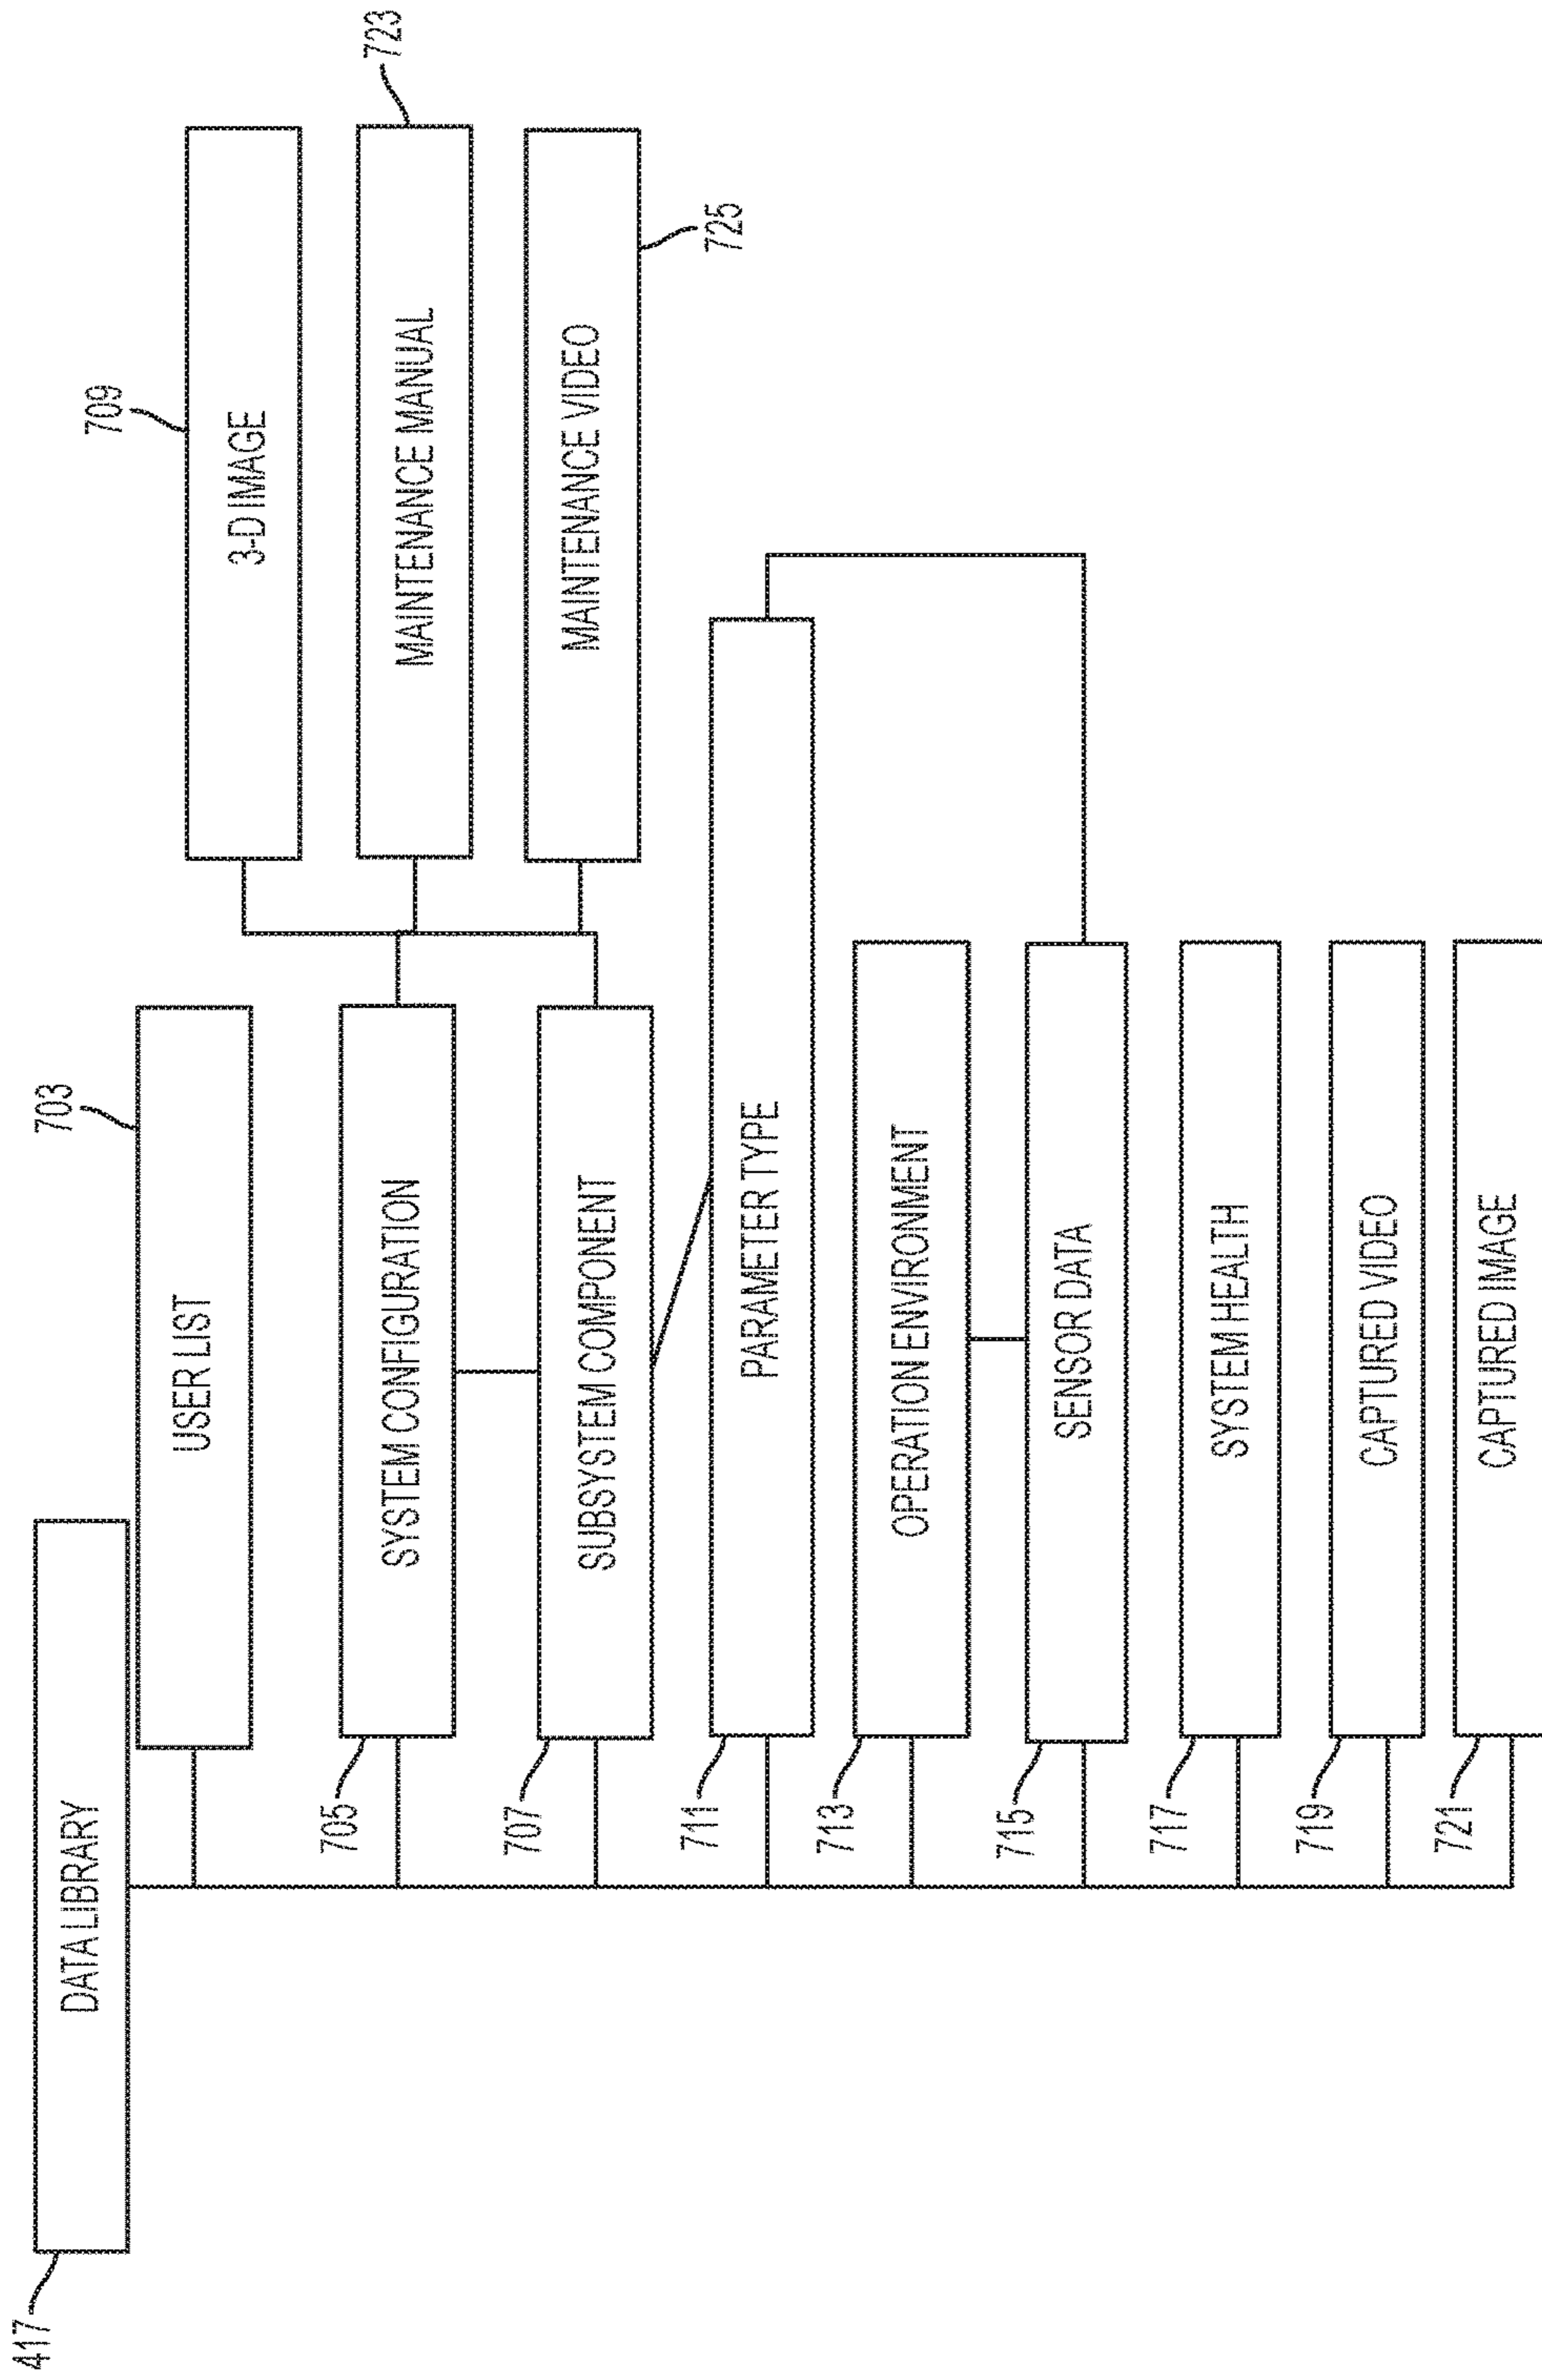 417
DATA LIBRARY
703
USER LIST
705
SYSTEM CONFIGURATION
707
SUBSYSTEM COMPONENT
709
3-D IMAGE
723
MAINTENANCE MANUAL
725
MAINTENANCE VIDEO
711
PARAMETER TYPE
713
OPERATION ENVIRONMENT
715
SENSOR DATA
717
SYSTEM HEALTH
719
CAPTURED VIDEO
721
CAPTURED IMAGE